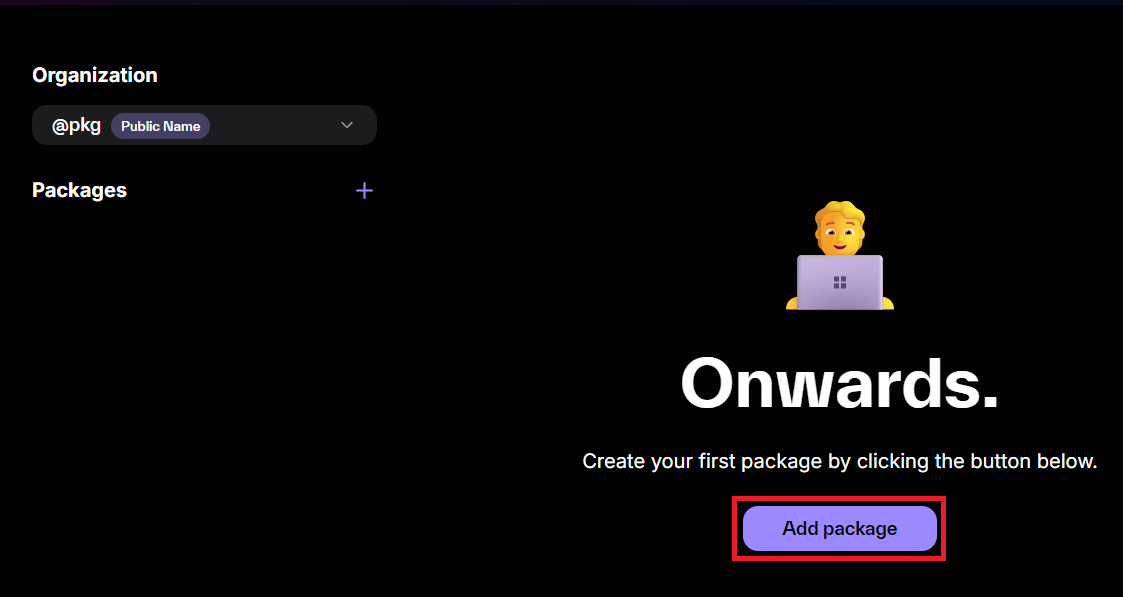 Organization
@pkg Public Name
Packages
Onwards.
Create your first package by clicking the button below.
Add package